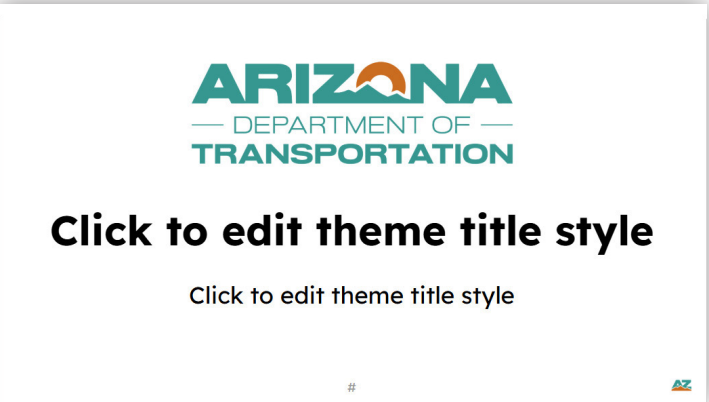 ARIZONA
DEPARTMENT OF
TRANSPORTATION
Click to edit theme title style
Click to edit theme title style
#
AZ